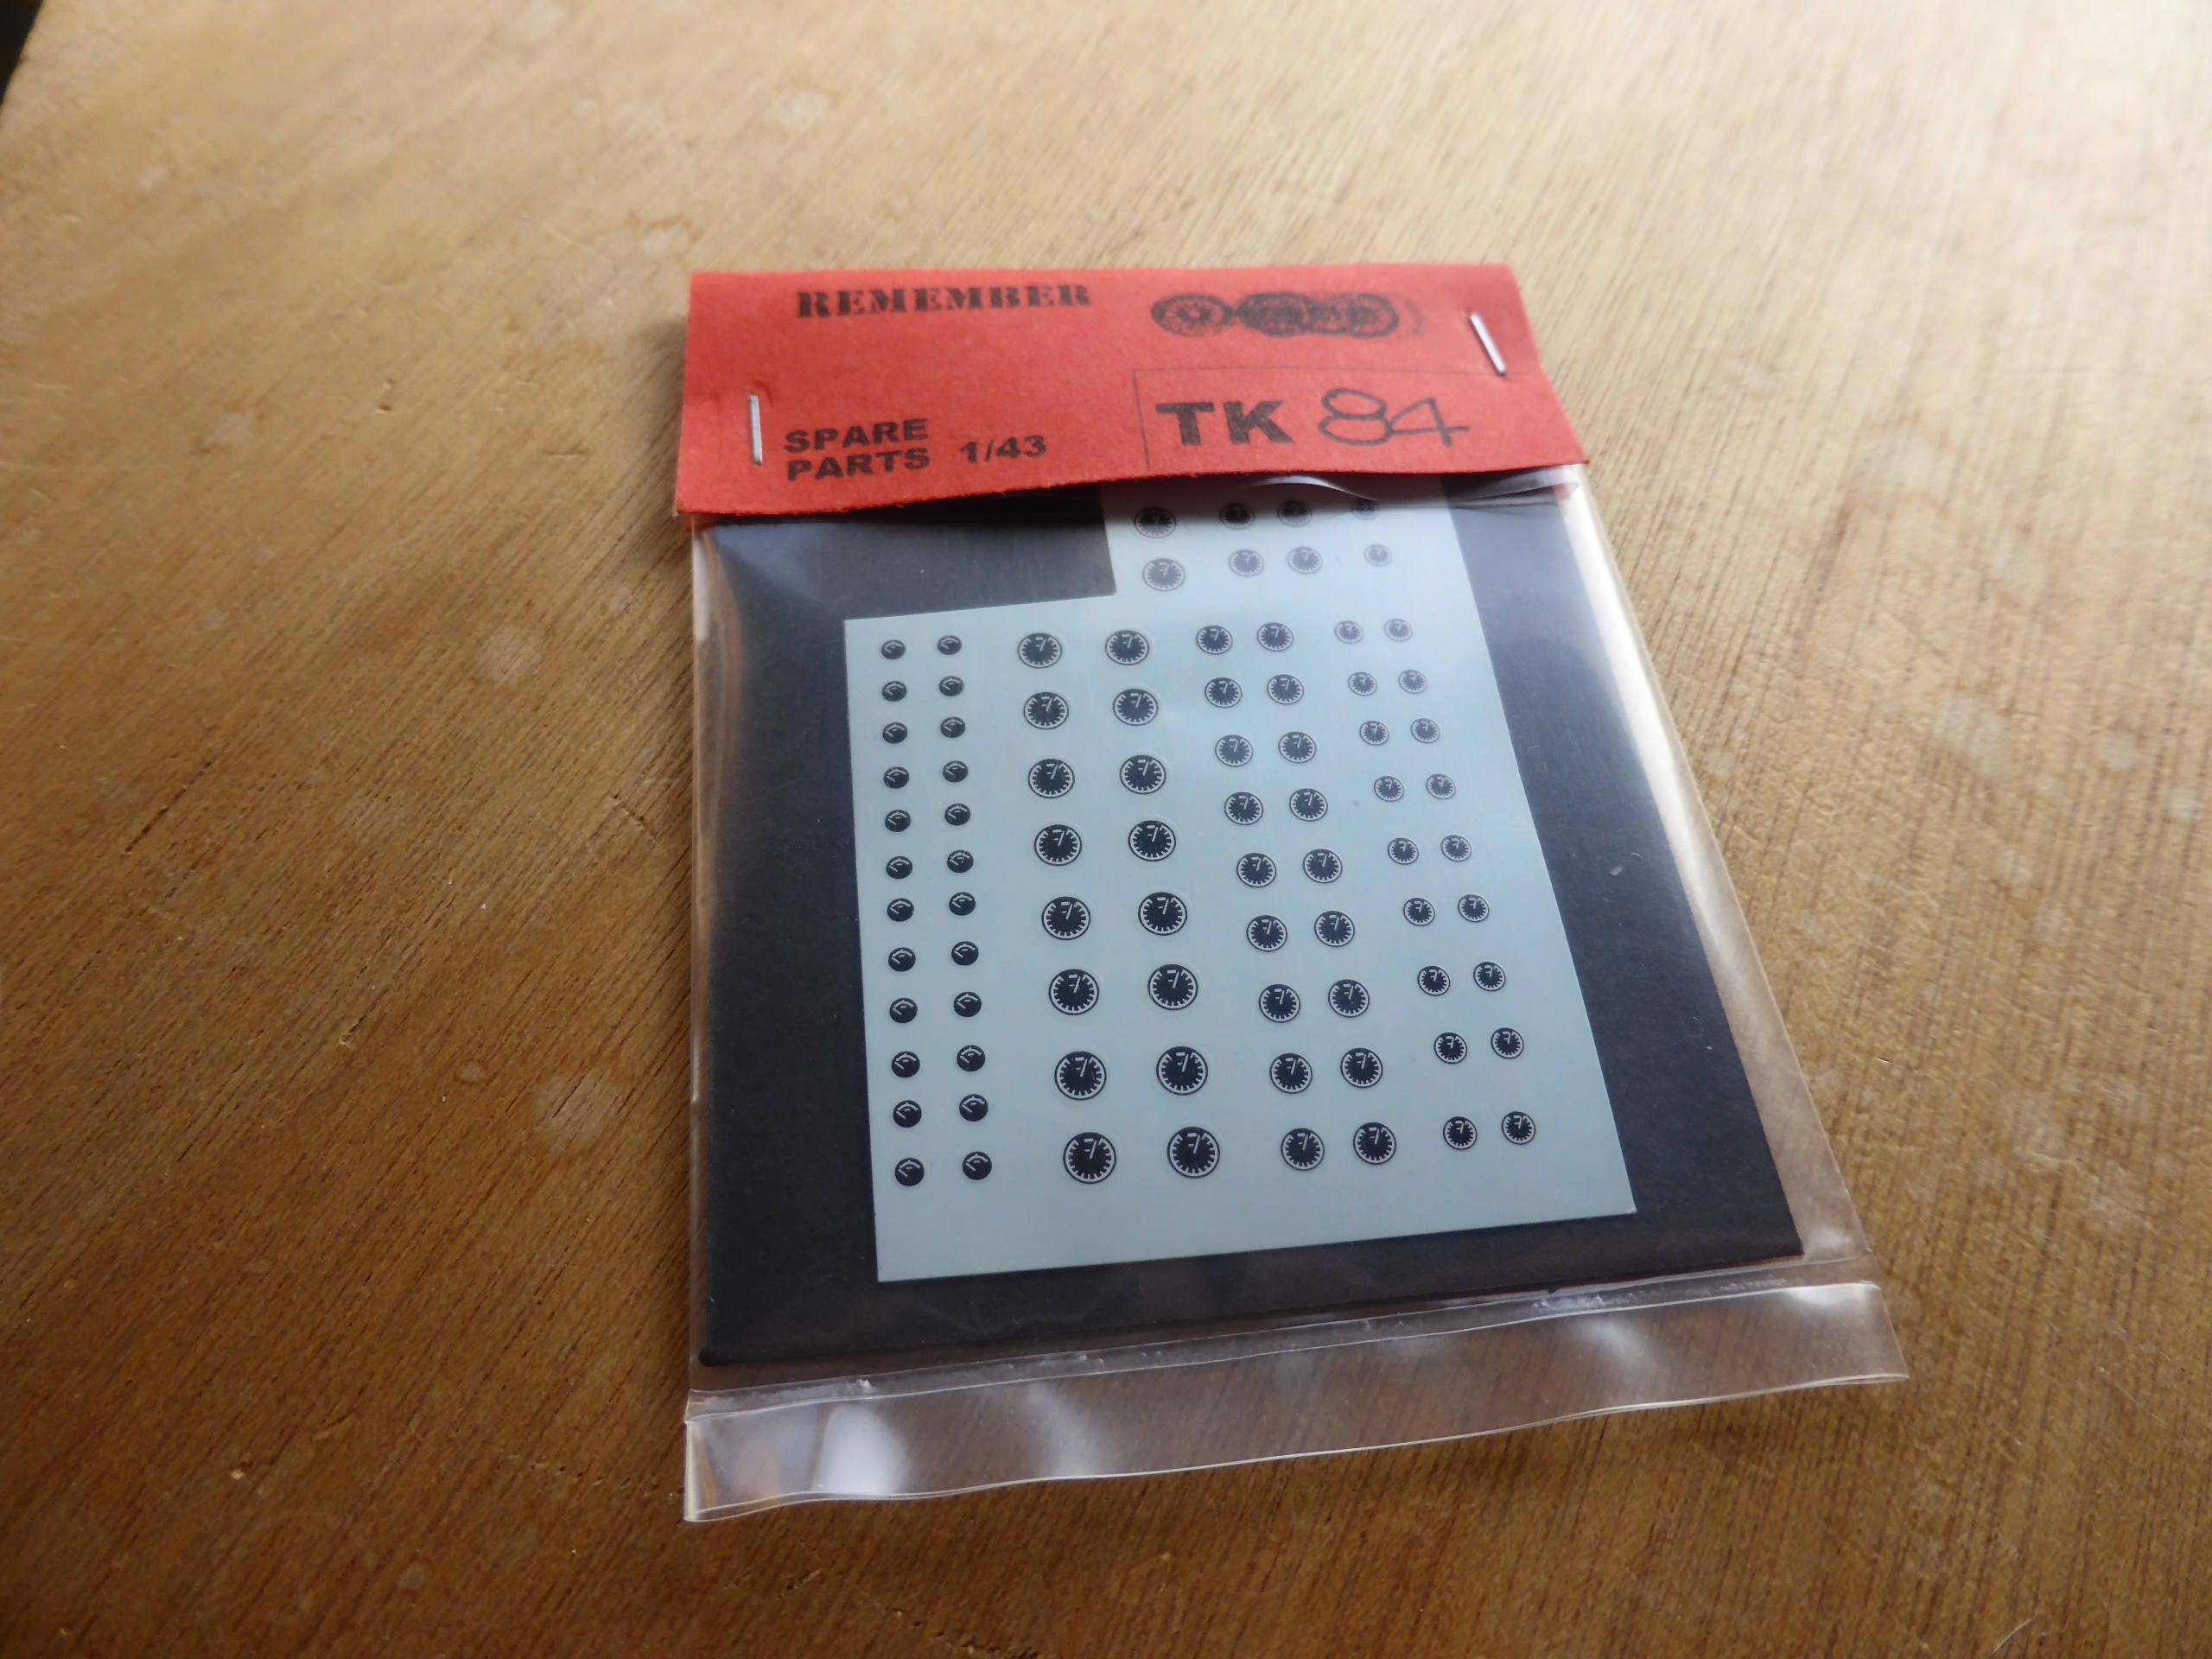 REMEMBER
SPARE
PARTS 1/43
TK 84